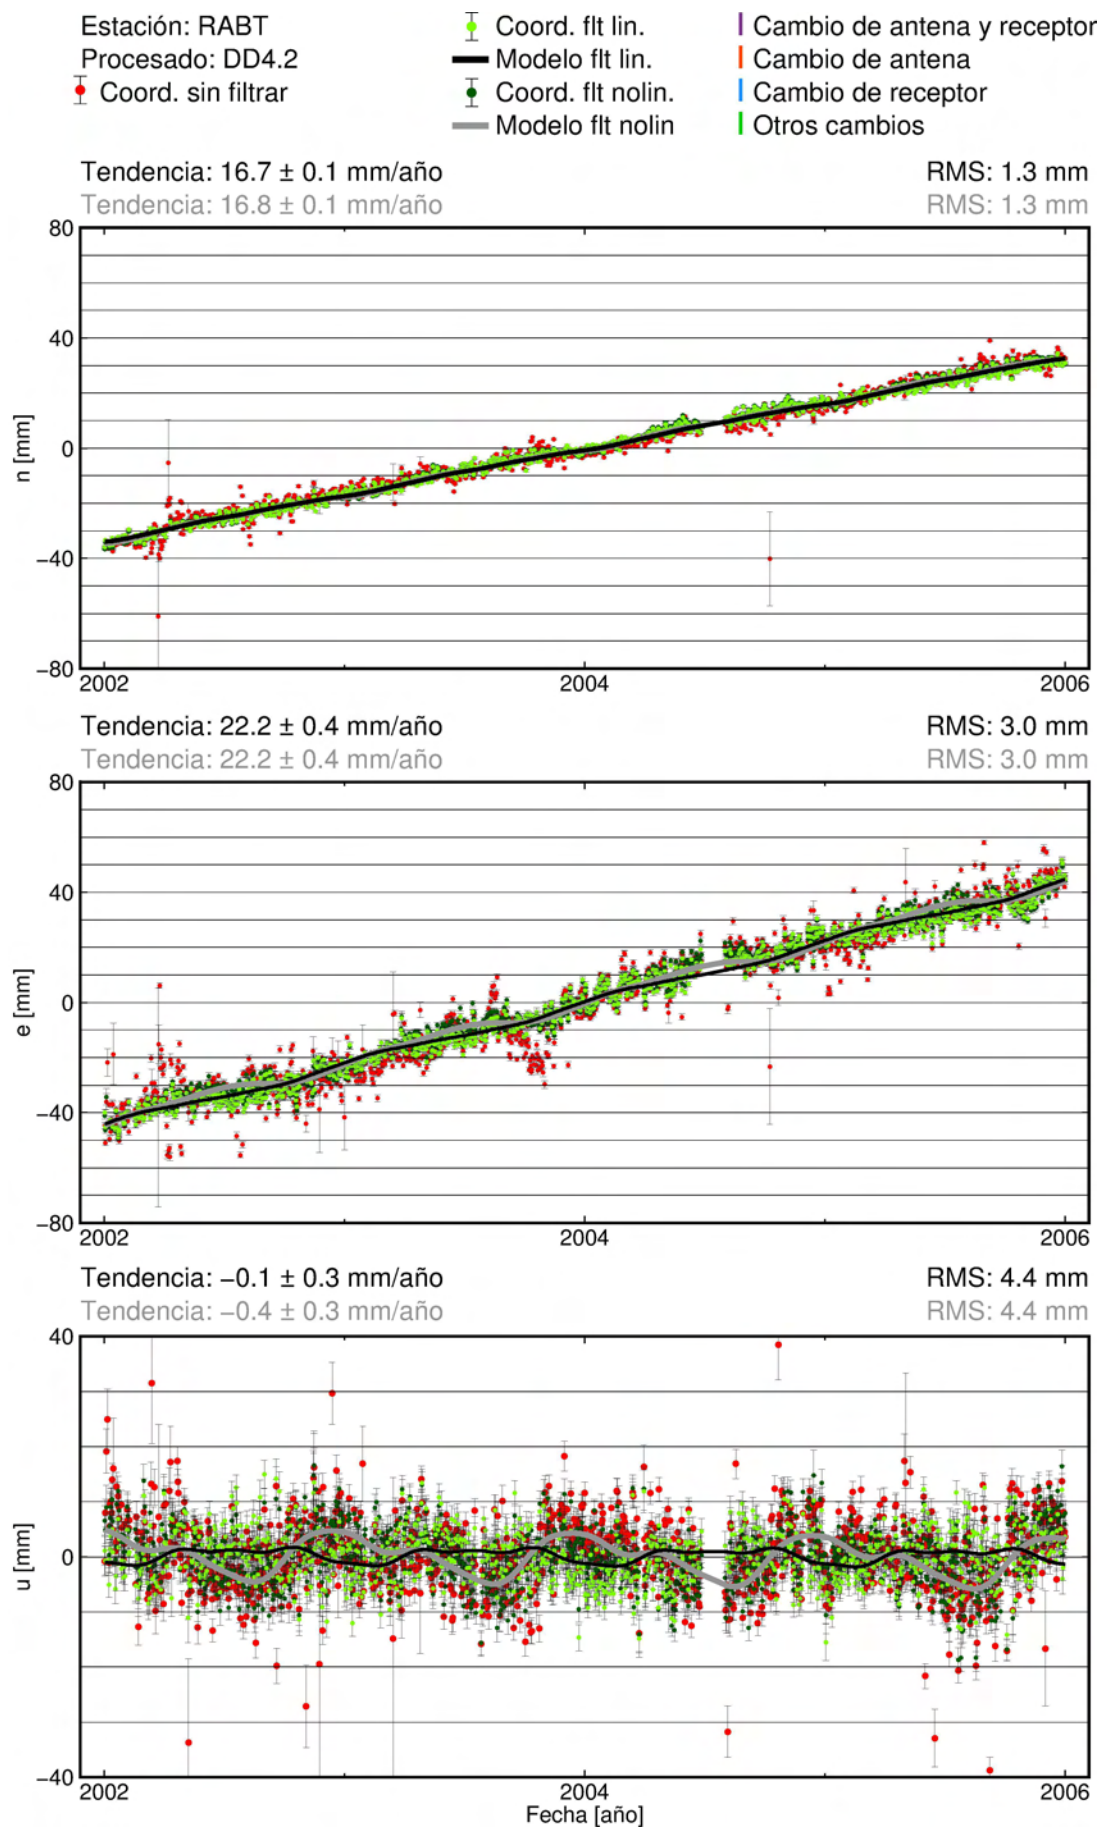 Estación: RABT
Procesado: DD4.2
Coord. sin filtrar
Coord. flt lin.
Modelo flt lin.
Coord. flt nolin.
Modelo flt nolin
Cambio de antena y receptor
Cambio de antena
Cambio de receptor
Otros cambios
Tendencia: 16.7 ± 0.1 mm/año RMS: 1.3 mm
Tendencia: 16.8 ± 0.1 mm/año RMS: 1.3 mm
80
40
0
−40
−80
n [mm]
2002 2004 2006
Tendencia: 22.2 ± 0.4 mm/año RMS: 3.0 mm
Tendencia: 22.2 ± 0.4 mm/año RMS: 3.0 mm
80
40
0
−40
−80
e [mm]
2002 2004 2006
Tendencia: −0.1 ± 0.3 mm/año RMS: 4.4 mm
Tendencia: −0.4 ± 0.3 mm/año RMS: 4.4 mm
40
20
0
−20
−40
u [mm]
2002 2004 2006
Fecha [año]